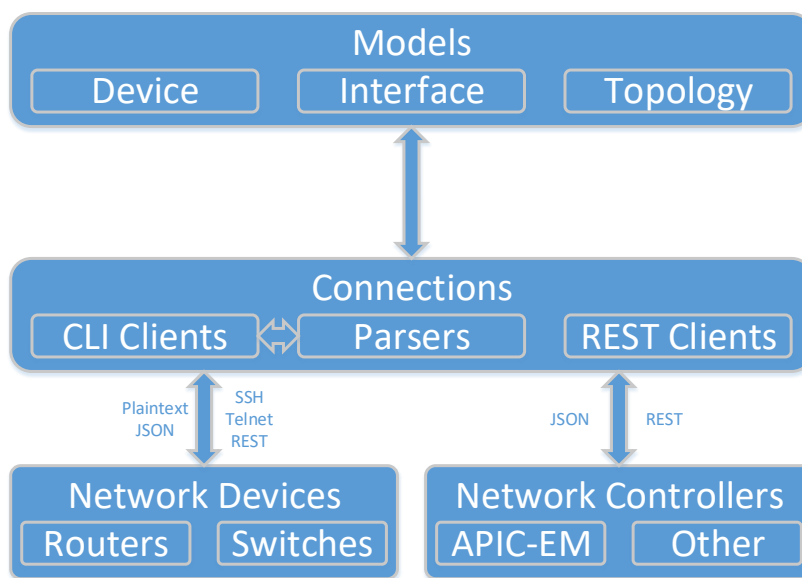 Models
Device
Interface
Topology
Connections
CLI Clients
Parsers
REST Clients
Plaintext
JSON
SSH
Telnet
REST
JSON
REST
Network Devices
Routers
Switches
Network Controllers
APIC-EM
Other